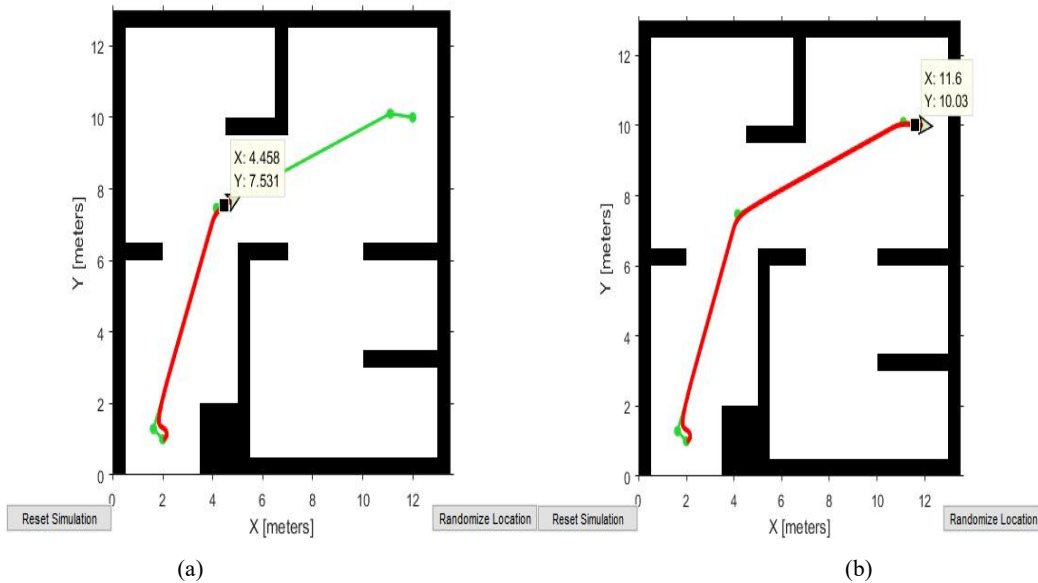 12
10
8
6
4
2
0
Y [meters]
X: 4.458
Y: 7.531
0 2 4 6 8 10 12
X [meters]
Reset Simulation
Randomize Location
(a)
12
10
8
6
4
2
0
Y [meters]
X: 11.6
Y: 10.03
0 2 4 6 8 10 12
X [meters]
Reset Simulation
Randomize Location
(b)